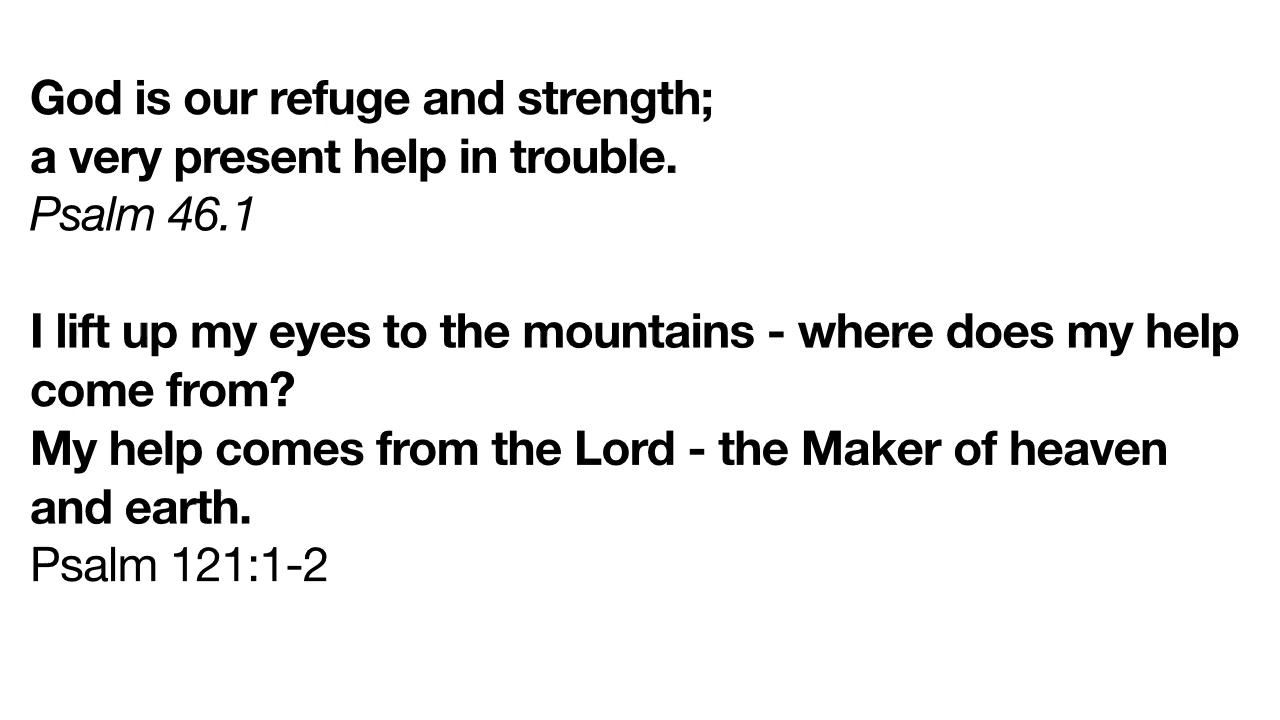 God is our refuge and strength;
a very present help in trouble.
Psalm 46.1
I lift up my eyes to the mountains - where does my help
come from?
My help comes from the Lord - the Maker of heaven
and earth.
Psalm 121:1-2